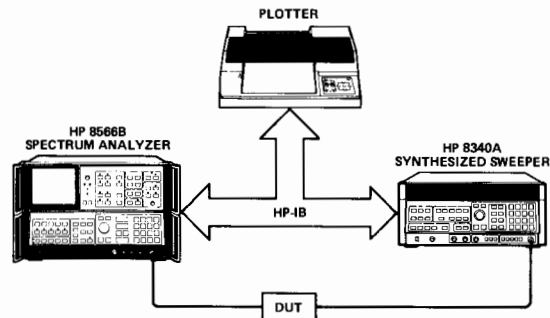 PLOTTER
HP 8566B
SPECTRUM ANALYZER
HP 8340A
SYNTHESIZED SWEEPER
HP-IB
DUT